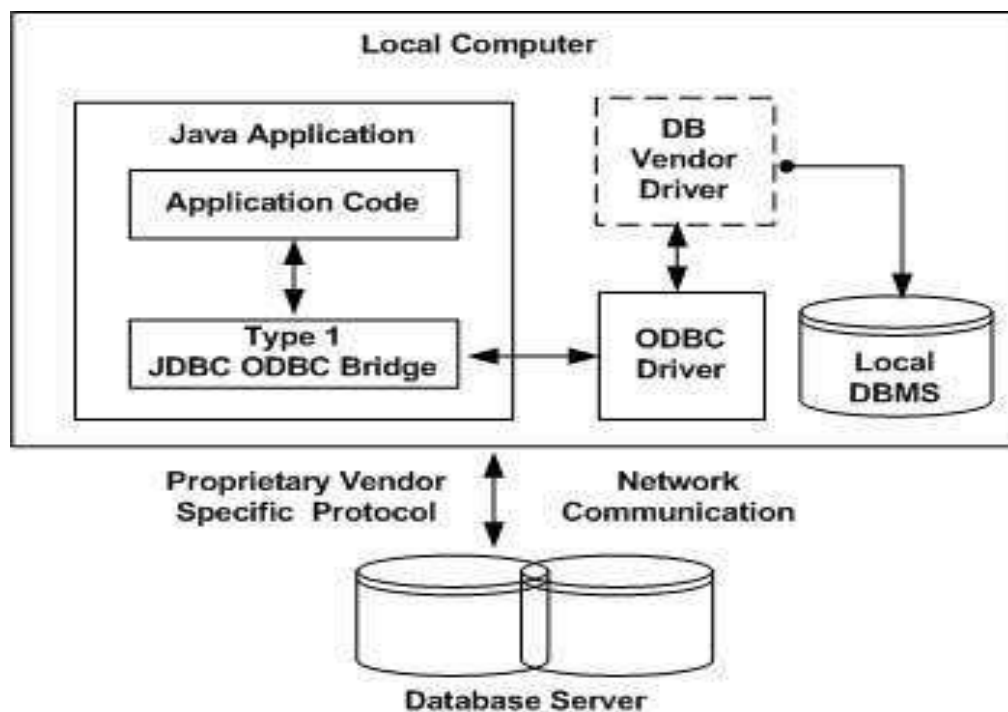 Local Computer
Java Application
Application Code
Type 1
JDBC ODBC Bridge
DB
Vendor
Driver
ODBC
Driver
Local
DBMS
Proprietary Vendor
Specific Protocol
Network
Communication
Database Server